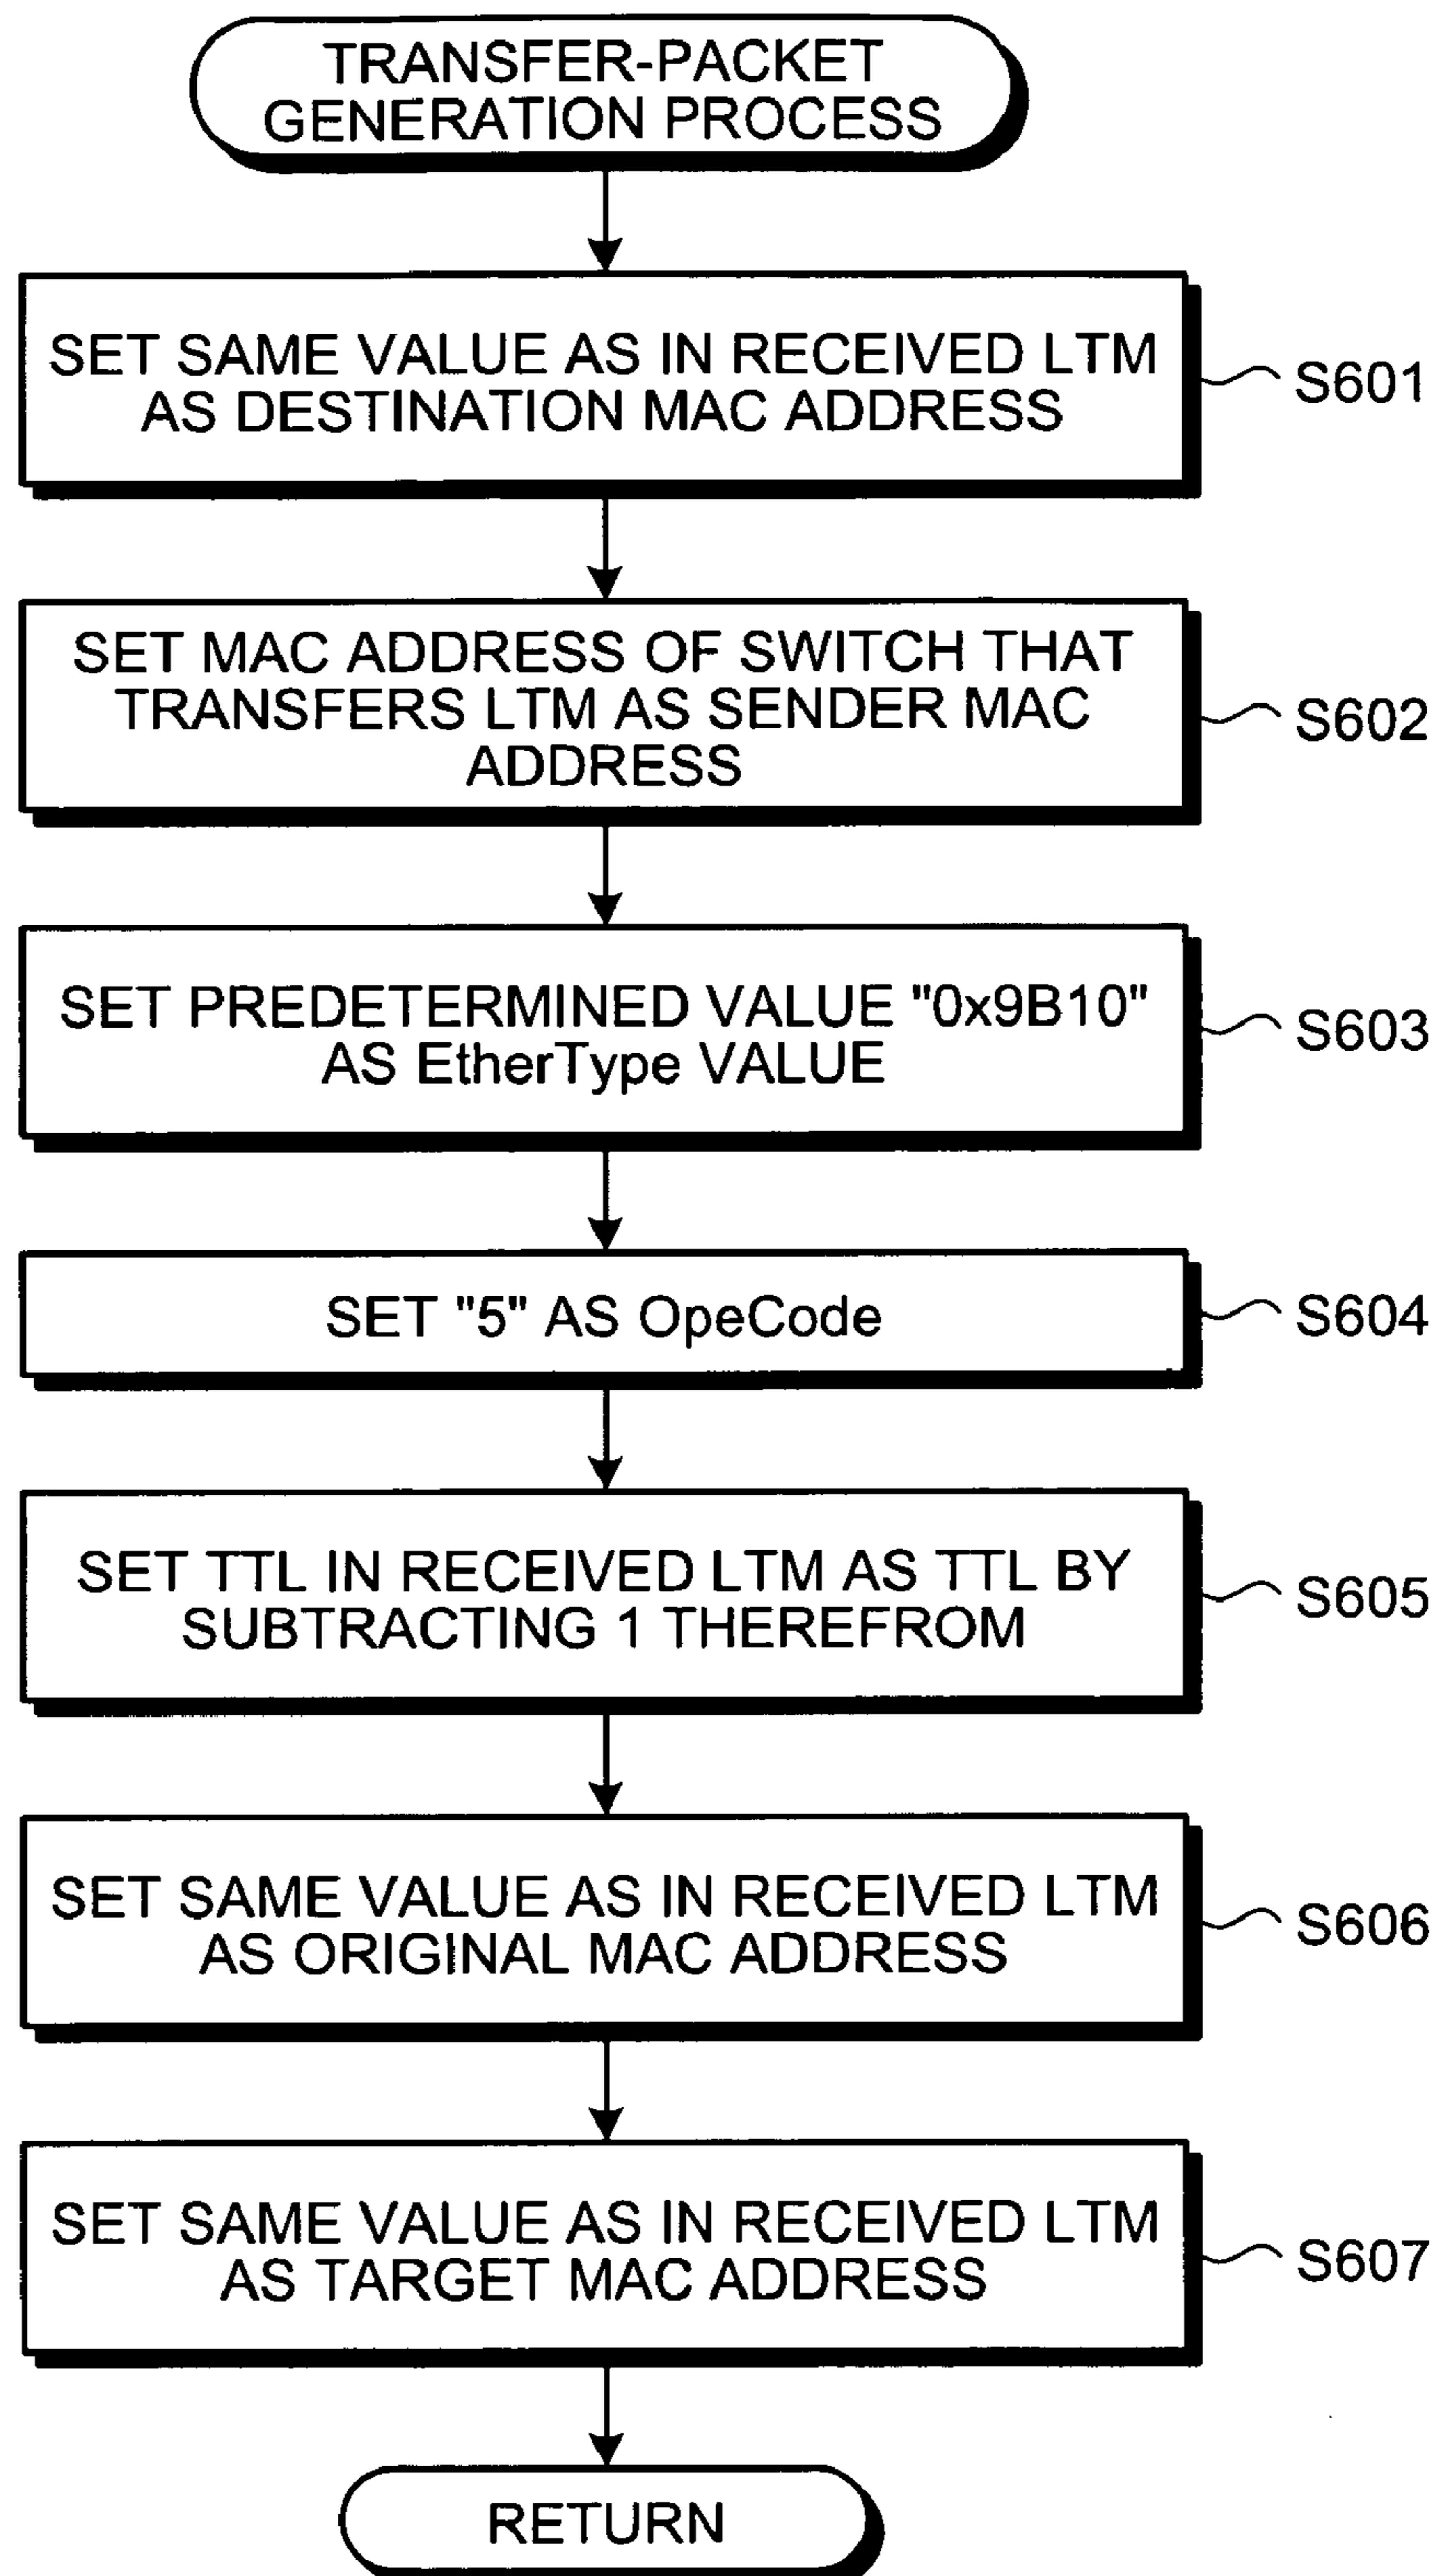 TRANSFER-PACKET
GENERATION PROCESS
SET SAME VALUE AS IN RECEIVED LTM
AS DESTINATION MAC ADDRESS
S601
SET MAC ADDRESS OF SWITCH THAT
TRANSFERS LTM AS SENDER MAC
ADDRESS
S602
SET PREDETERMINED VALUE "0x9B10"
AS EtherType VALUE
S603
SET "5" AS OpeCode
S604
SET TTL IN RECEIVED LTM AS TTL BY
SUBTRACTING 1 THEREFROM
S605
SET SAME VALUE AS IN RECEIVED LTM
AS ORIGINAL MAC ADDRESS
S606
SET SAME VALUE AS IN RECEIVED LTM
AS TARGET MAC ADDRESS
S607
RETURN